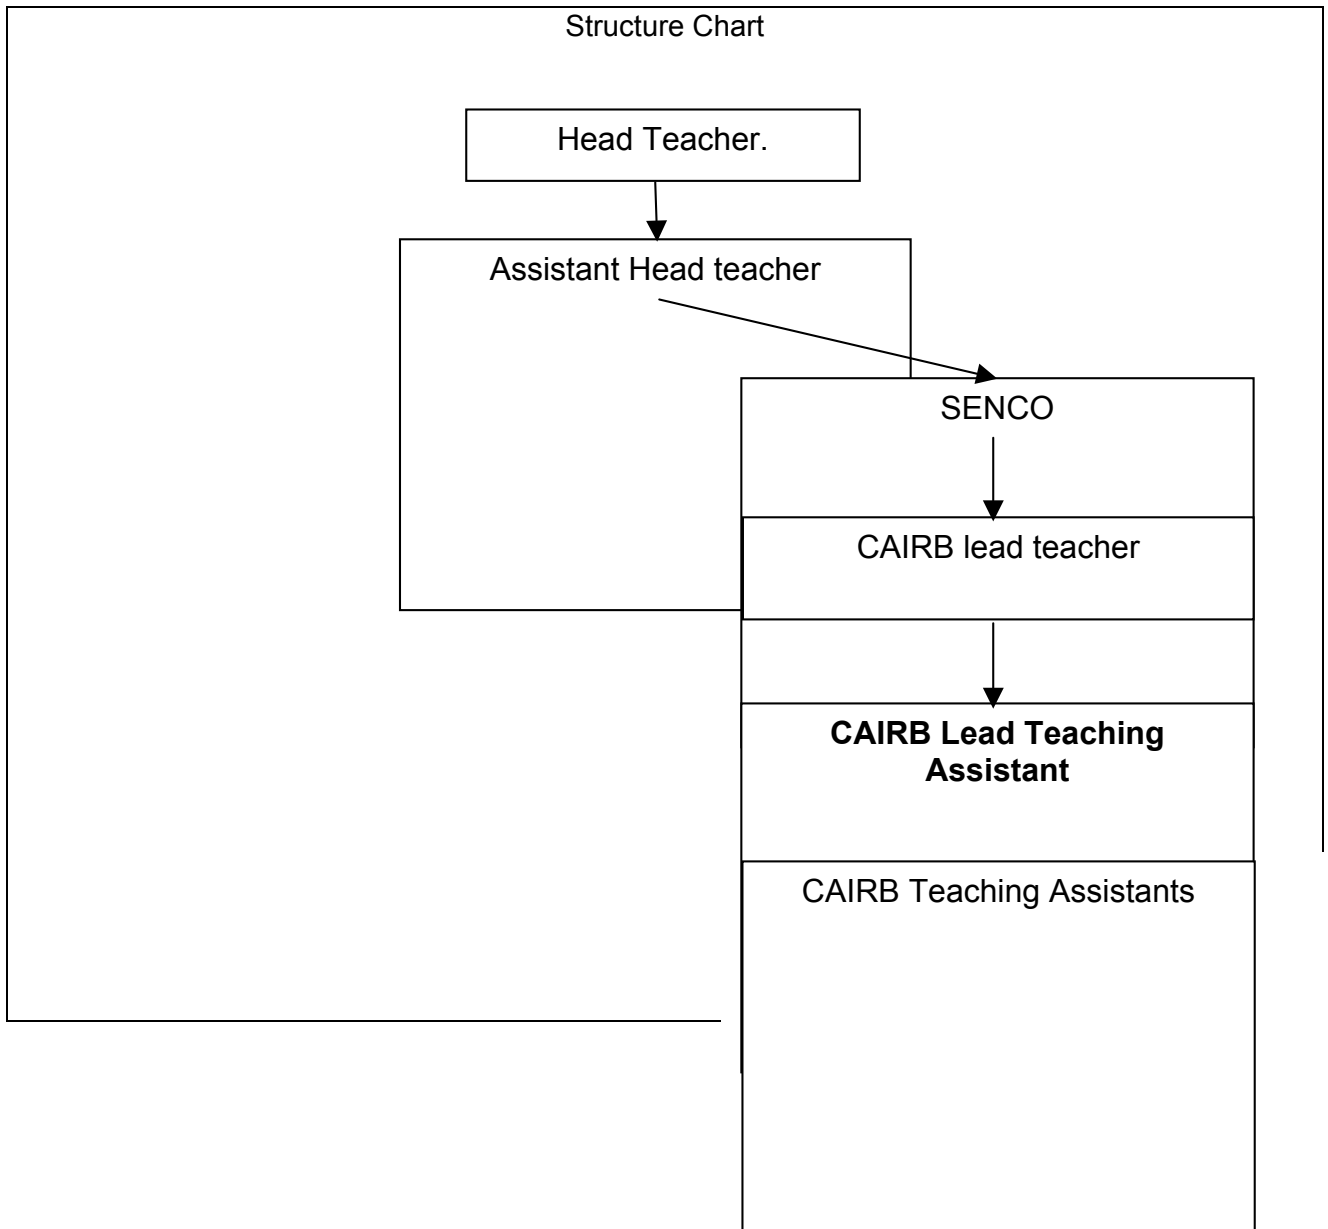 Structure Chart
Head Teacher.
Assistant Head teacher
SENCO
CAIRB lead teacher
CAIRB Lead Teaching
Assistant
CAIRB Teaching Assistants